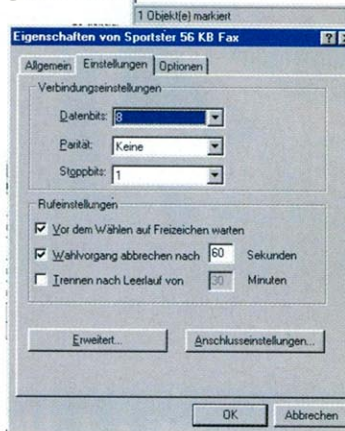 1 Objekt(e) markiert
Eigenschaften von Sportster 56 KB Fax
Allgemein Einstellungen Optionen
Verbindungseinstellungen
Datenbits: 8
Parität: Keine
Stoppbits: 1
Rufeinstellungen
Vor dem Wählen auf Freizeichen warten
Wahlvorgang abbrechen nach 60 Sekunden
Trennen nach Leerlauf von 30 Minuten
Erweitert... Anschlusseinstellungen...
OK Abbrechen